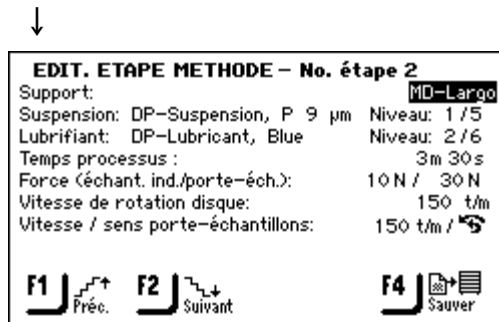 EDIT. ETAPE METHODE – No. étape 2
Support: MD–Largo
Suspension: DP–Suspension, P 9 µm Niveau: 1/5
Lubrifiant: DP–Lubricant, Blue Niveau: 2/6
Temps processus : 3m 30s
Force (échant. ind./porte–éch.): 10N / 30N
Vitesse de rotation disque: 150 t/m
Vitesse / sens porte–échantillons: 150 t/m /
F1 Préc. F2 Suivant F4 Sauver